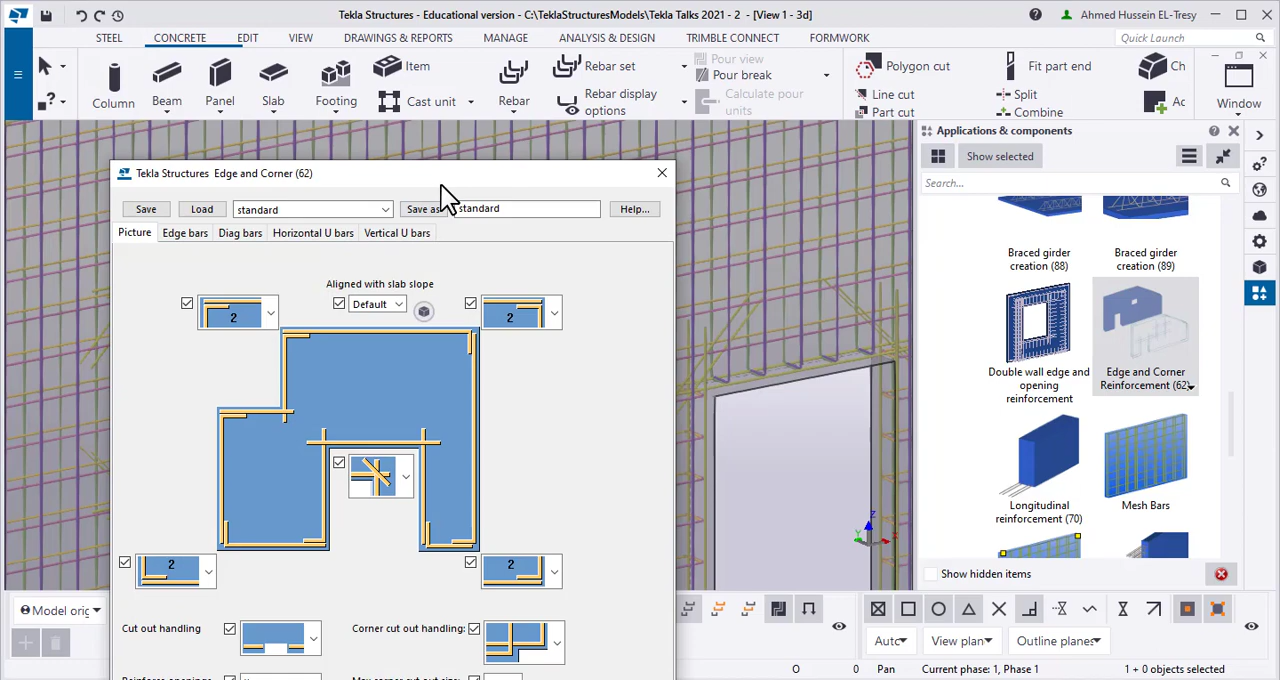 Tekla Structures - Educational version - C:\TeklaStructuresModels\Tekla Talks 2021 - 2 - [View 1 - 3d]
Ahmed Hussein EL-Tresy
STEEL CONCRETE EDIT VIEW DRAWINGS & REPORTS MANAGE ANALYSIS & DESIGN TRIMBLE CONNECT FORMWORK
Quick Launch
Column Beam Panel Slab Footing
Item
Cast unit
Rebar
Rebar set
Rebar display
options
Pour view
Pour break
Calculate pour
units
Polygon cut
Line cut
Part cut
Fit part end
Split
Combine
Ch
Ac
Window
Tekla Structures Edge and Corner (62)
Save Load standard Save as standard Help...
Picture Edge bars Diag bars Horizontal U bars Vertical U bars
Aligned with slab slope
Default
2
2
2
2
Cut out handling
Corner cut out handling:
Applications & components
Show selected
Search...
Braced girder
creation (88)
Braced girder
creation (89)
Double wall edge and
opening
reinforcement
Edge and Corner
Reinforcement (62)
Longitudinal
reinforcement (70)
Mesh Bars
Show hidden items
Z
Model orig
Auto
View plan
Outline planes
O 0 Pan Current phase: 1, Phase 1 1 + 0 objects selected